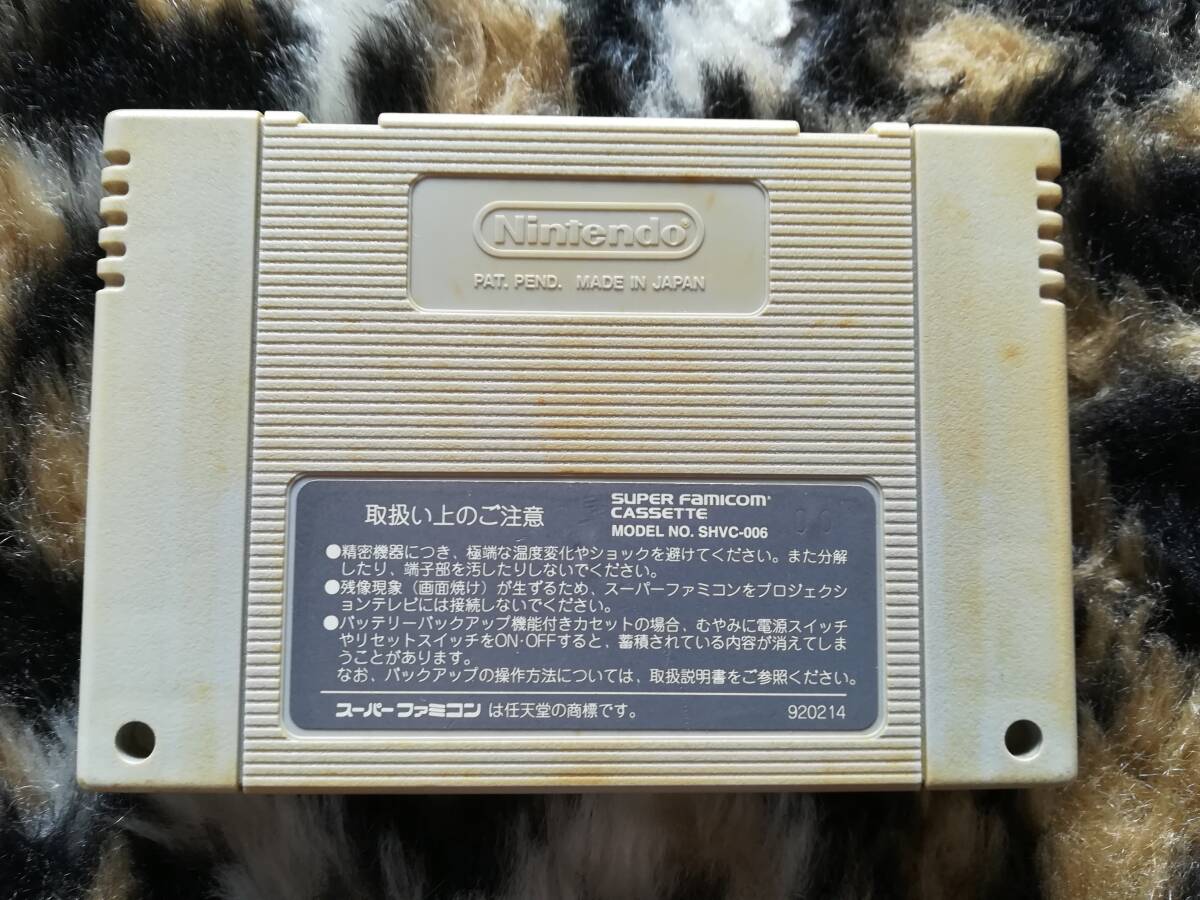 Nintendo®
PAT. PEND. MADE IN JAPAN
取扱い上のご注意
SUPER FAMICOM®
CASSETTE
MODEL NO. SHVC-006
●精密機器につき、極端な温度変化やショックを避けてください。また分解
したり、端子部を汚したりしないでください。
●残像現象（画面焼け）が生ずるため、スーパーファミコンをプロジェクシ
ョンテレビには接続しないでください。
●バッテリーバックアップ機能付きカセットの場合、むやみに電源スイッチ
やリセットスイッチをON・OFFすると、蓄積されている内容が消えてしま
うことがあります。
なお、バックアップの操作方法については、取扱説明書をご参照ください。
スーパーファミコンは任天堂の商標です。 920214